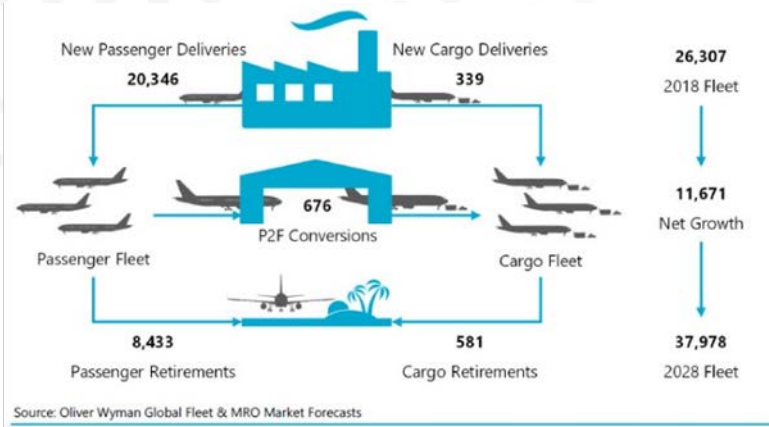 New Passenger Deliveries
20,346
New Cargo Deliveries
339
26,307
2018 Fleet
676
P2F Conversions
11,671
Net Growth
Passenger Fleet
Cargo Fleet
8,433
Passenger Retirements
581
Cargo Retirements
37,978
2028 Fleet
Source: Oliver Wyman Global Fleet & MRO Market Forecasts